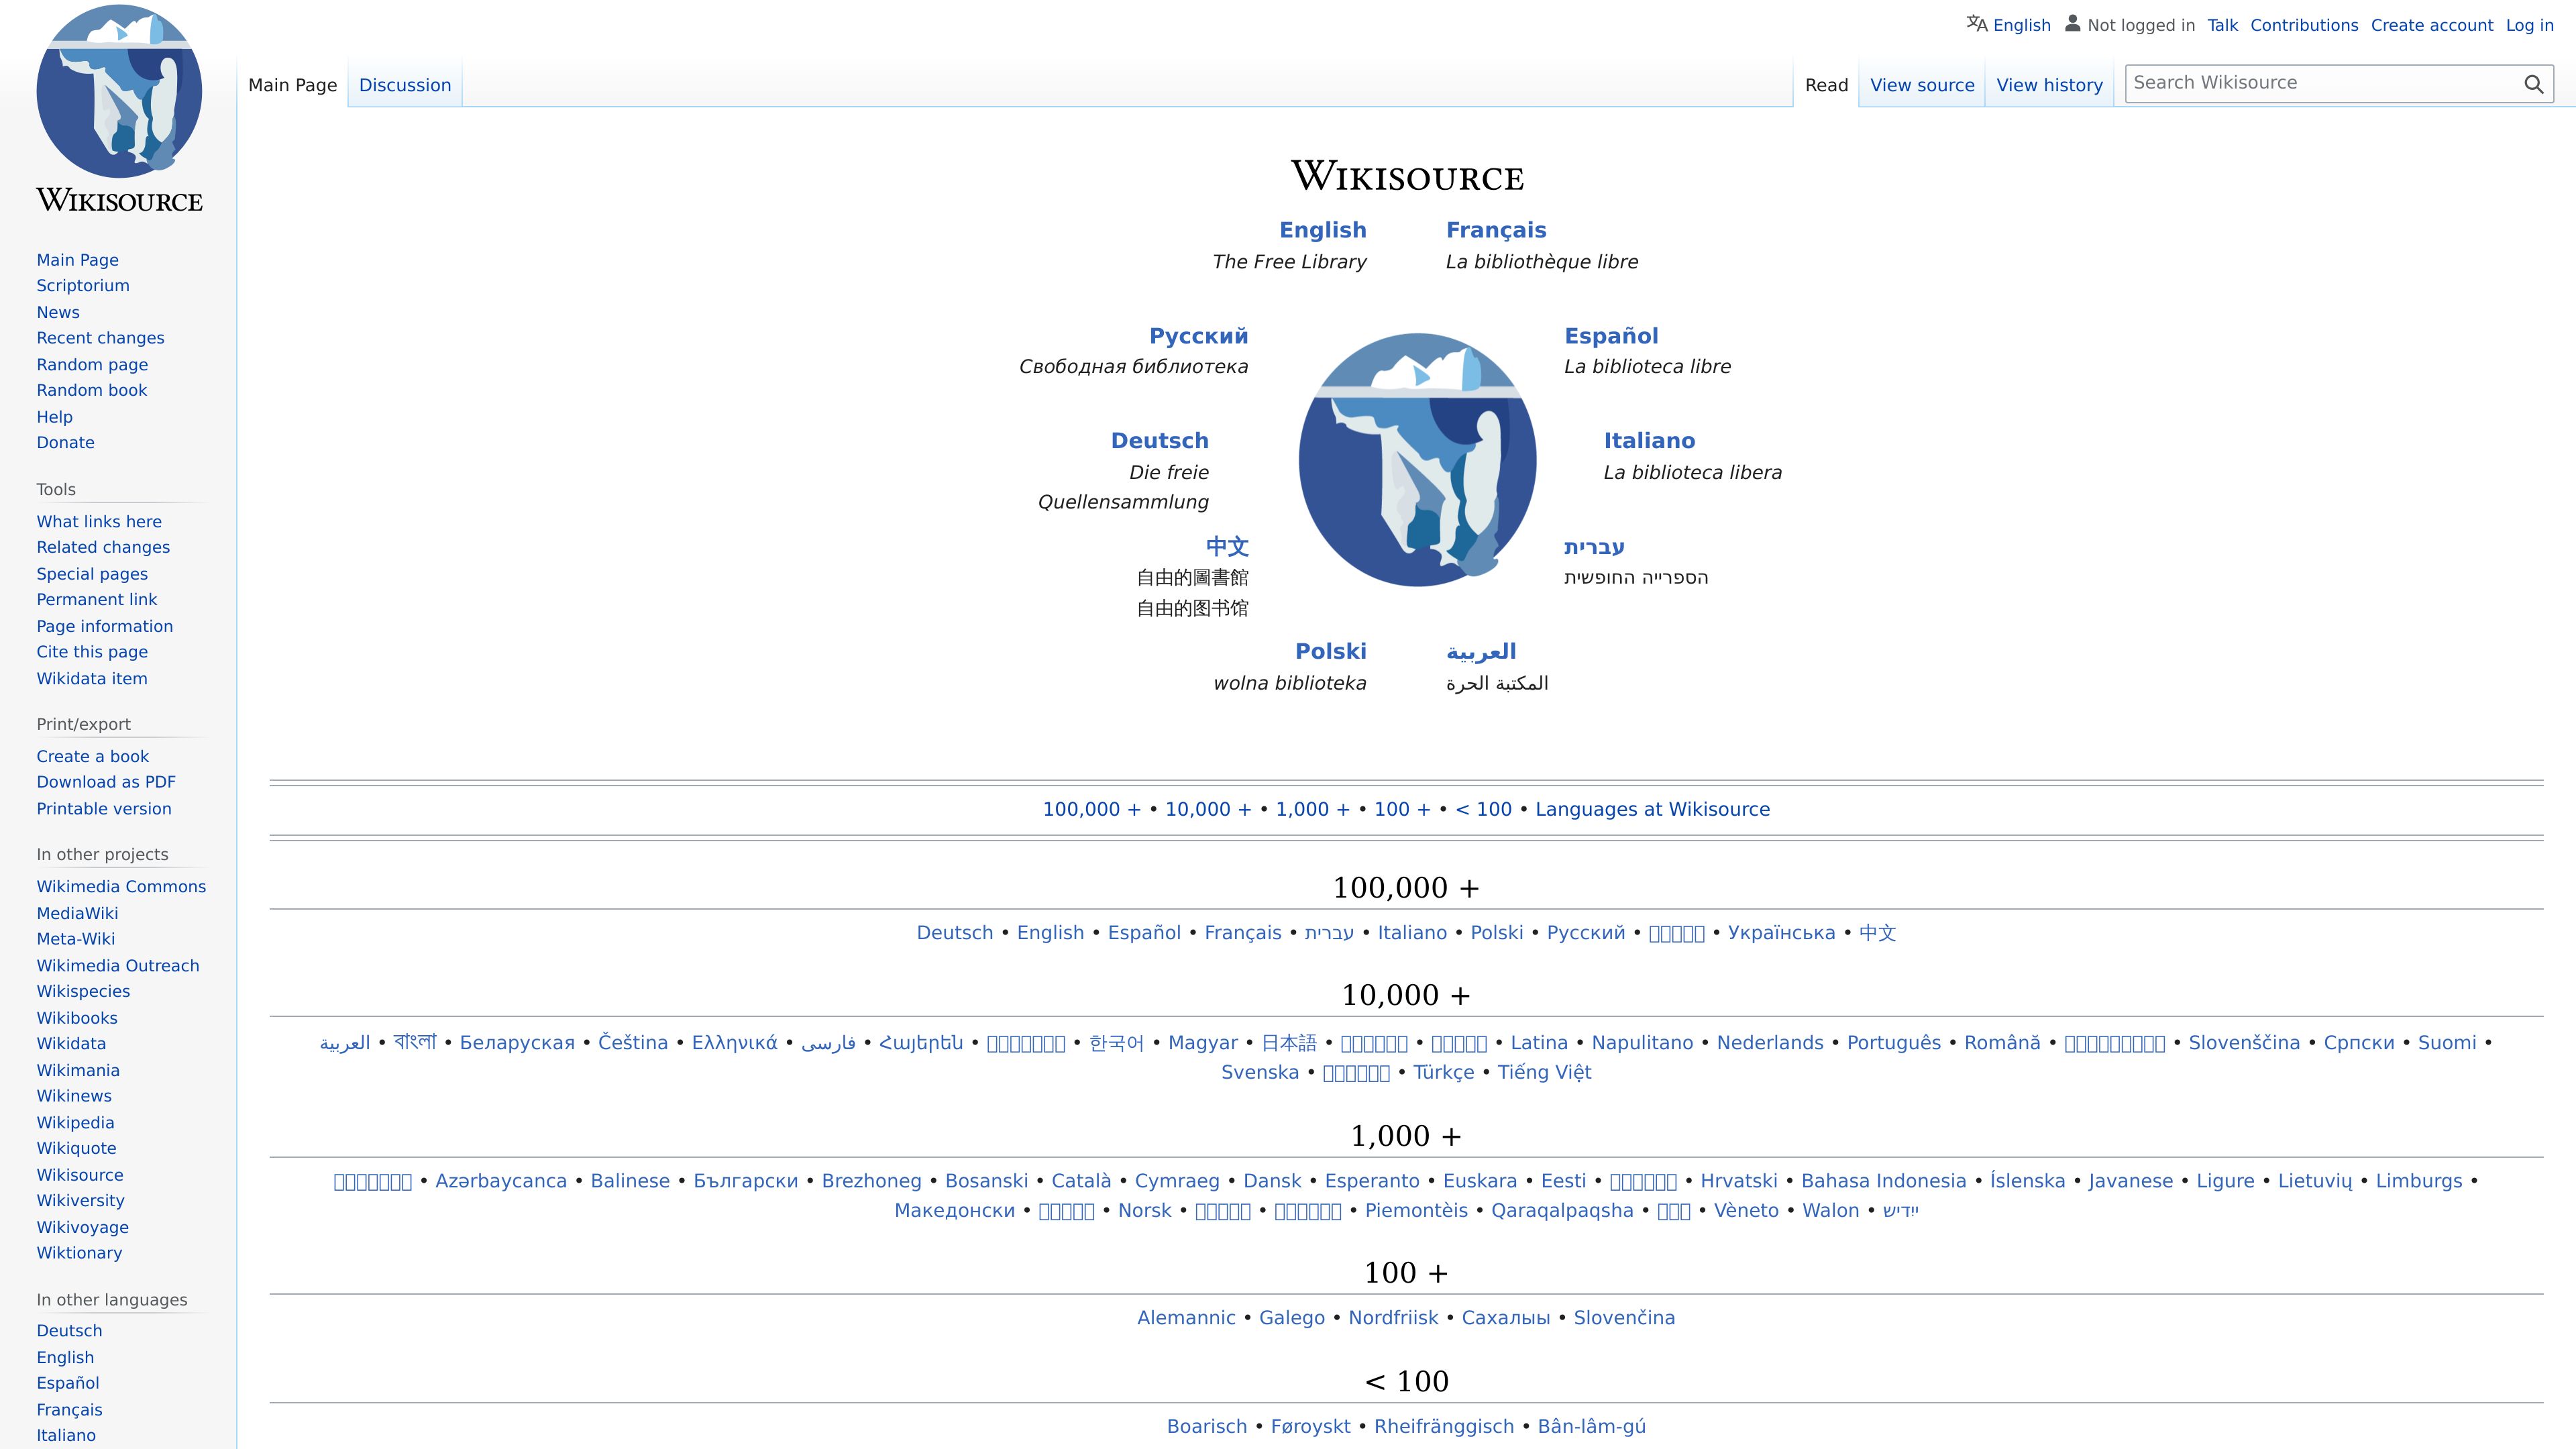 English Not logged in Talk Contributions Create account Log in
Main Page Discussion Read View source View history Search Wikisource
WIKISOURCE
Main Page
Scriptorium
News
Recent changes
Random page
Random book
Help
Donate
Tools
What links here
Related changes
Special pages
Permanent link
Page information
Cite this page
Wikidata item
Print/export
Create a book
Download as PDF
Printable version
In other projects
Wikimedia Commons
MediaWiki
Meta-Wiki
Wikimedia Outreach
Wikispecies
Wikibooks
Wikidata
Wikimania
Wikinews
Wikipedia
Wikiquote
Wikisource
Wikiversity
Wikivoyage
Wiktionary
In other languages
Deutsch
English
Español
Français
Italiano
WIKISOURCE
English
The Free Library
Français
La bibliothèque libre
Русский
Свободная библиотека
Español
La biblioteca libre
Deutsch
Die freie
Quellensammlung
Italiano
La biblioteca libera
中文
自由的圖書館
自由的图书馆
עברית
הספרייה החופשית
Polski
wolna biblioteka
العربية
المكتبة الحرة
100,000 + • 10,000 + • 1,000 + • 100 + • < 100 • Languages at Wikisource
100,000 +
Deutsch • English • Español • Français • עברית • Italiano • Polski • Русский • • Українська • 中文
10,000 +
العربية • বাংলা • Беларуская • Čeština • Ελληνικά • فارسی • Հայերեն • • 한국어 • Magyar • 日本語 • • • Latina • Napulitano • Nederlands • Português • Română • • Slovenščina • Српски • Suomi •
Svenska • • Türkçe • Tiếng Việt
1,000 +
• Azərbaycanca • Balinese • Български • Brezhoneg • Bosanski • Català • Cymraeg • Dansk • Esperanto • Euskara • Eesti • • Hrvatski • Bahasa Indonesia • Íslenska • Javanese • Ligure • Lietuvių • Limburgs •
Македонски • • Norsk • • • Piemontèis • Qaraqalpaqsha • • Vèneto • Walon • ייִדיש
100 +
Alemannic • Galego • Nordfriisk • Сахалыы • Slovenčina
< 100
Boarisch • Føroyskt • Rheifränggisch • Bân-lâm-gú